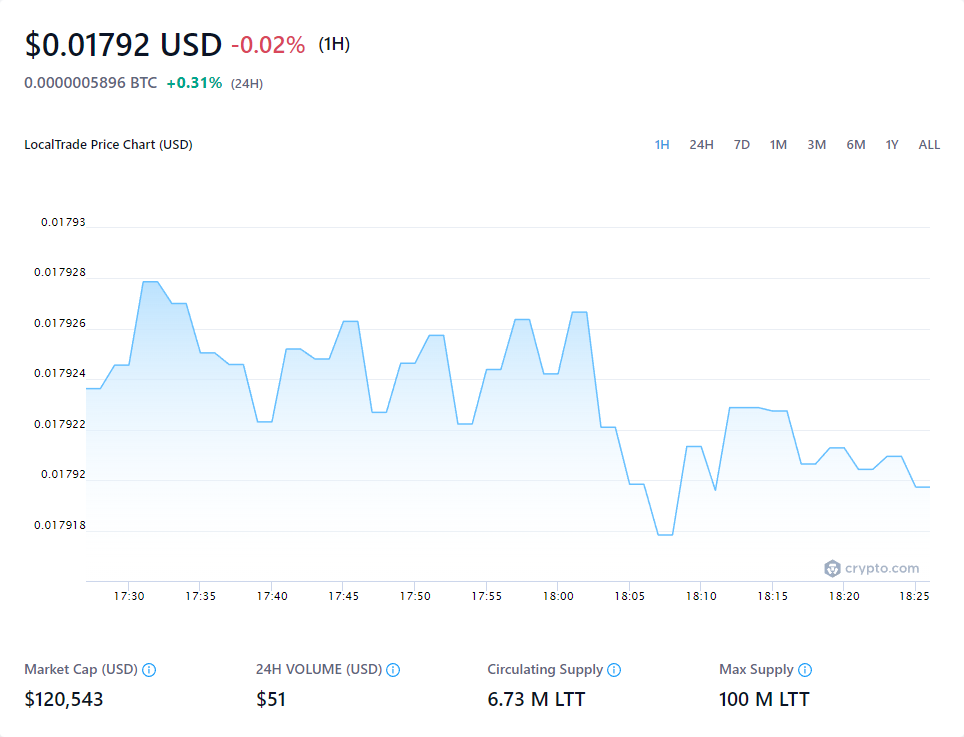 $0.01792 USD -0.02% (1H)
0.0000005896 BTC +0.31% (24H)
LocalTrade Price Chart (USD) 1H 24H 7D 1M 3M 6M 1Y ALL
0.01793
0.017928
0.017926
0.017924
0.017922
0.01792
0.017918
crypto.com
17:30 17:35 17:40 17:45 17:50 17:55 18:00 18:05 18:10 18:15 18:20 18:25
Market Cap (USD) 24H VOLUME (USD) Circulating Supply Max Supply
$120,543 $51 6.73 M LTT 100 M LTT